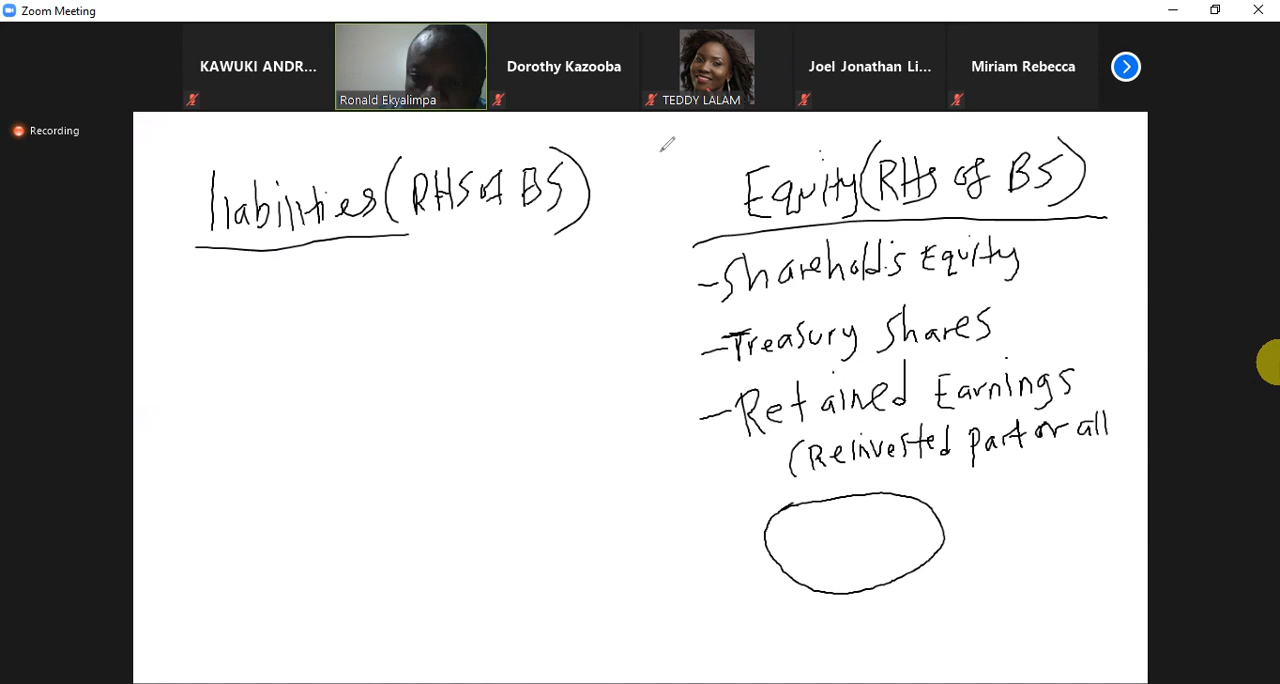 Zoom Meeting
KAWUKI ANDR...
Ronald Ekyalimpa
Dorothy Kazooba
TEDDY LALAM
Joel Jonathan Li...
Miriam Rebecca
Recording
liabilities (RHS of BS)
Equity (RHS of BS)
- Sharehold's Equity
- Treasury Shares
- Retained Earnings
(Reinvested part or all